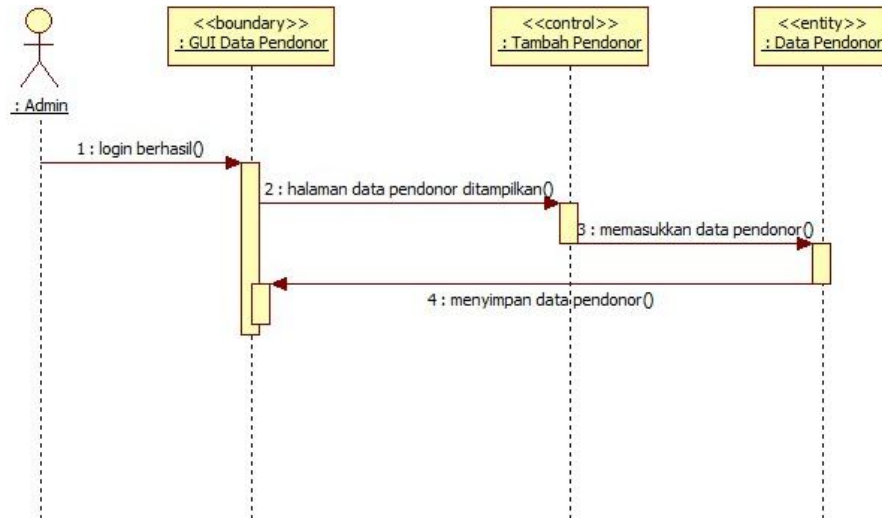 <<boundary>>
: GUI Data Pendonor
<<control>>
: Tambah Pendonor
<<entity>>
: Data Pendonor
: Admin
1 : login berhasil()
2 : halaman data pendonor ditampilkan()
3 : memasukkan data pendonor()
4 : menyimpan data pendonor()